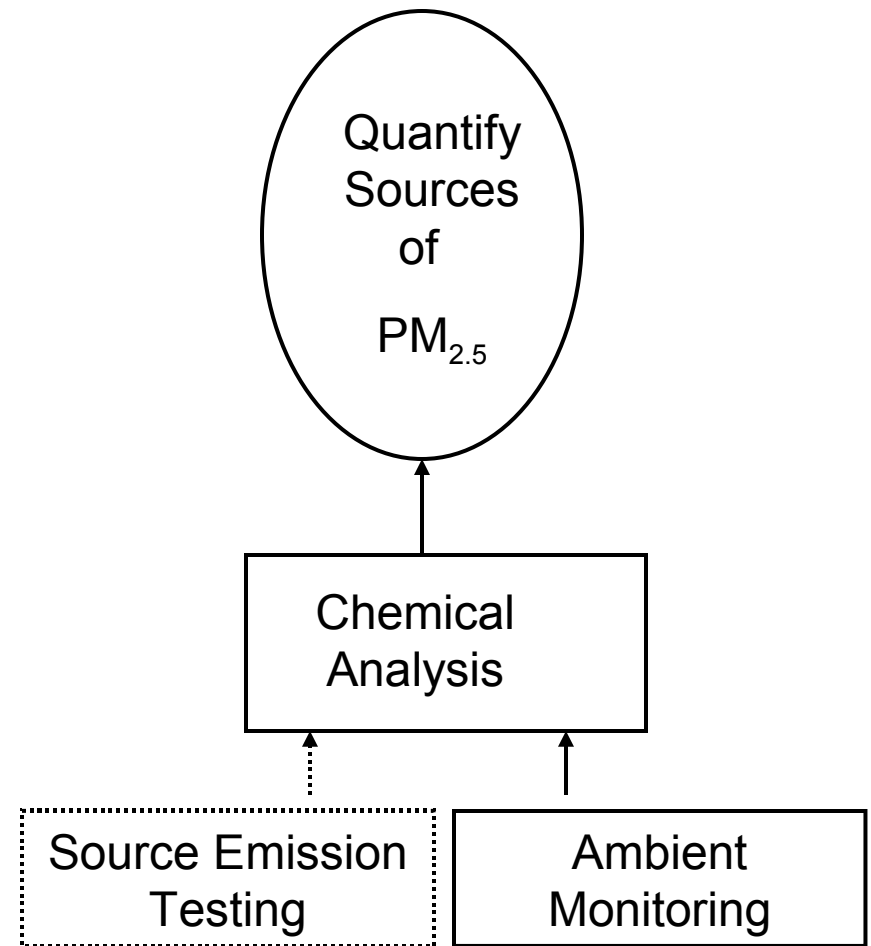 Quantify
Sources
of
PM2.5
Chemical
Analysis
Source Emission
Testing
Ambient
Monitoring